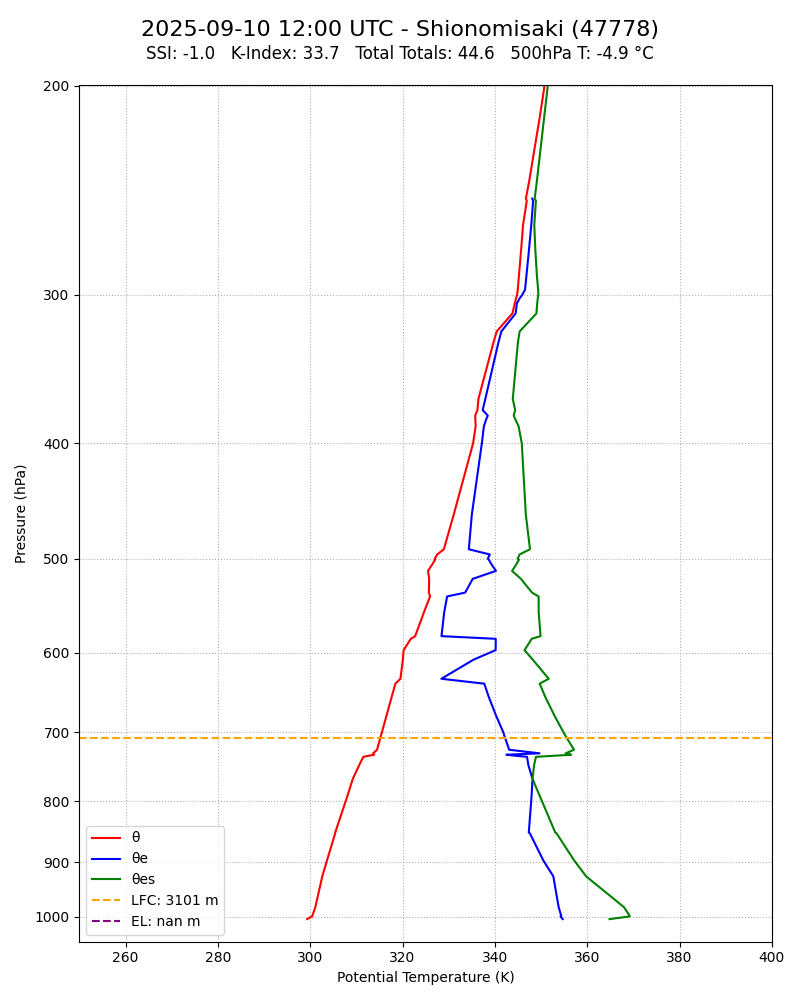 2025-09-10 12:00 UTC - Shionomisaki (47778)
SSI: -1.0   K-Index: 33.7   Total Totals: 44.6   500hPa T: -4.9 °C
200
300
400
500
600
700
800
900
1000
Pressure (hPa)
θ
θe
θes
LFC: 3101 m
EL: nan m
260 280 300 320 340 360 380 400
Potential Temperature (K)